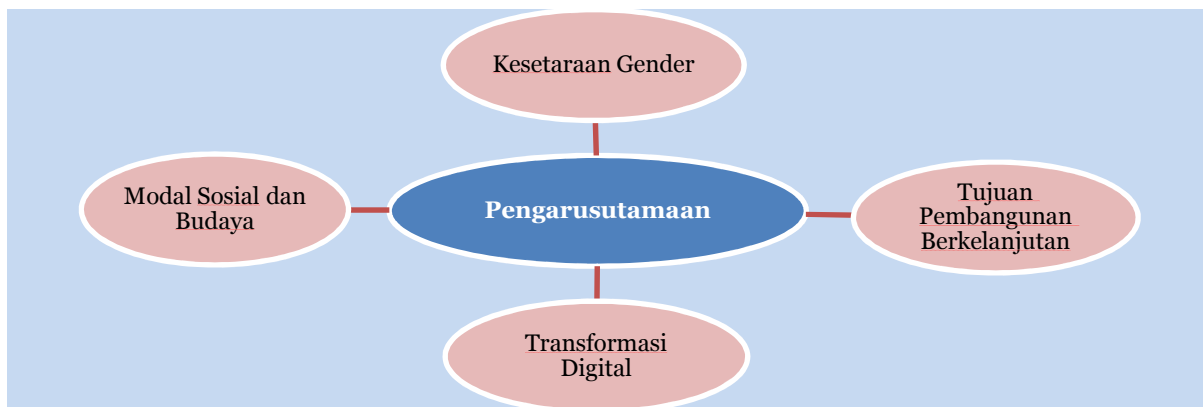 Kesetaraan Gender
Modal Sosial dan
Budaya
Pengarusutamaan
Tujuan
Pembangunan
Berkelanjutan
Transformasi
Digital